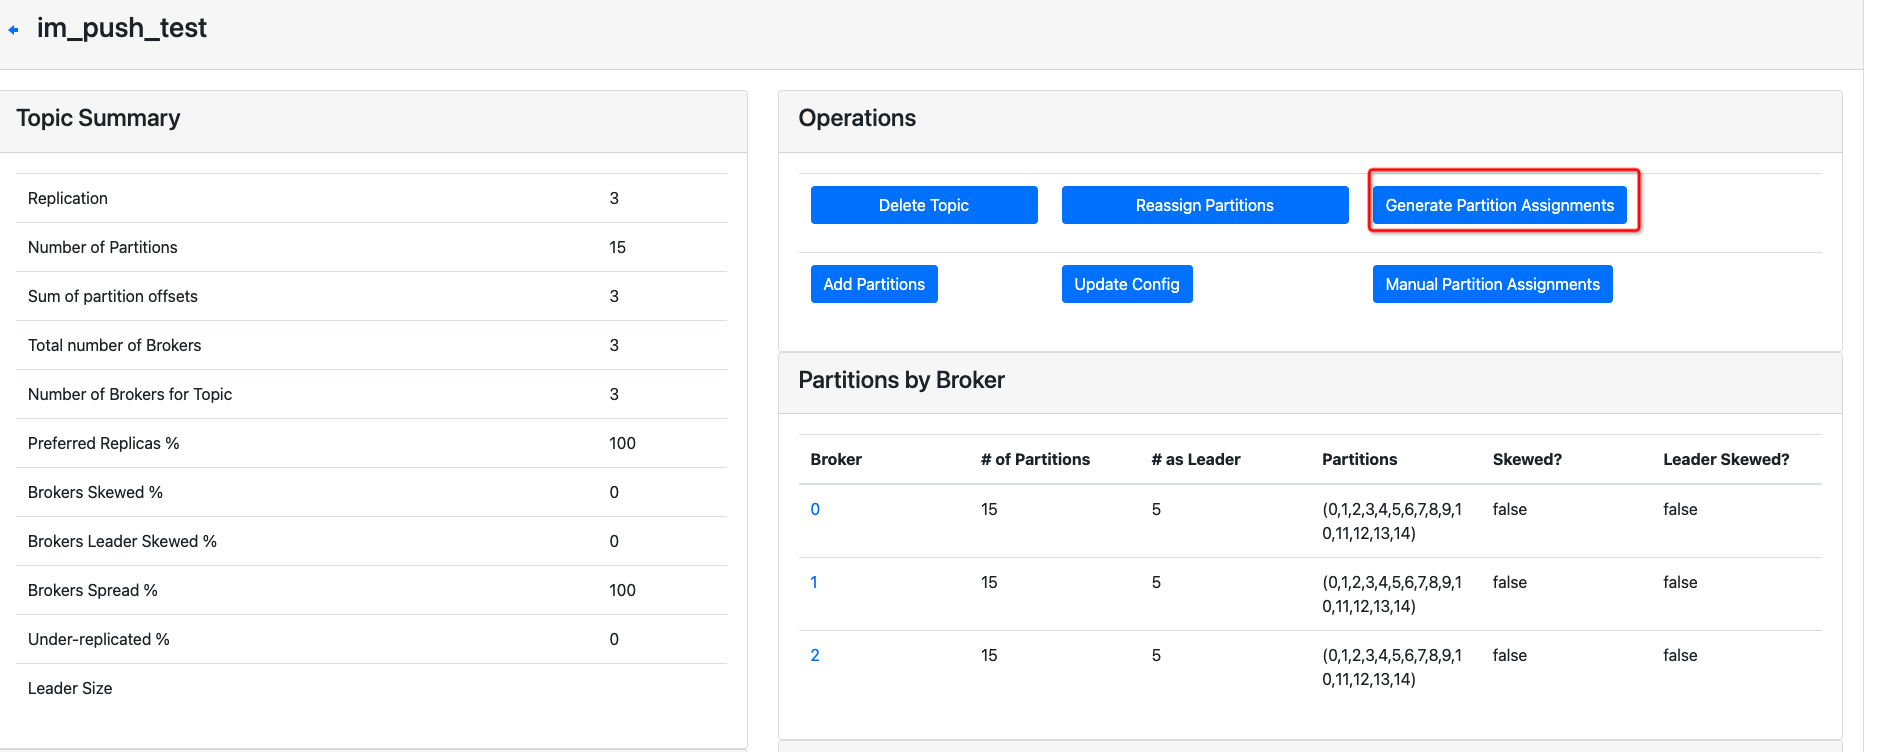 im_push_test
Topic Summary
Replication 3
Number of Partitions 15
Sum of partition offsets 3
Total number of Brokers 3
Number of Brokers for Topic 3
Preferred Replicas % 100
Brokers Skewed % 0
Brokers Leader Skewed % 0
Brokers Spread % 100
Under-replicated % 0
Leader Size
Operations
Delete Topic Reassign Partitions Generate Partition Assignments
Add Partitions Update Config Manual Partition Assignments
Partitions by Broker
Broker # of Partitions # as Leader Partitions Skewed? Leader Skewed?
0 15 5 (0,1,2,3,4,5,6,7,8,9,1 false false
0,11,12,13,14)
1 15 5 (0,1,2,3,4,5,6,7,8,9,1 false false
0,11,12,13,14)
2 15 5 (0,1,2,3,4,5,6,7,8,9,1 false false
0,11,12,13,14)